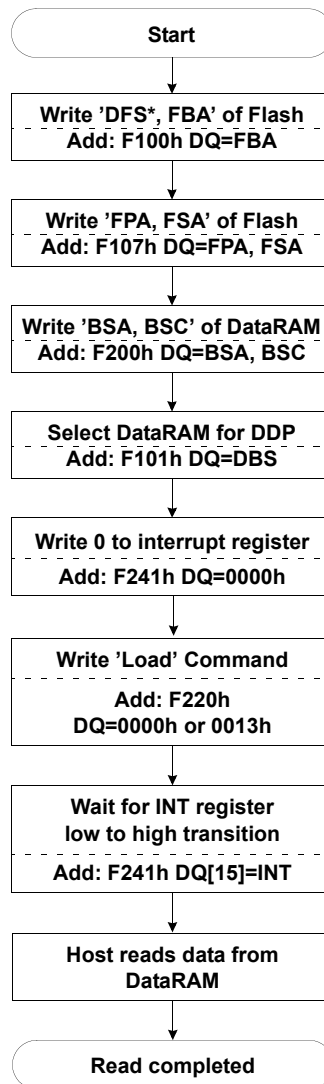 Start
Write ’DFS*, FBA’ of Flash
Add: F100h DQ=FBA
Write ’FPA, FSA’ of Flash
Add: F107h DQ=FPA, FSA
Write ’BSA, BSC’ of DataRAM
Add: F200h DQ=BSA, BSC
Select DataRAM for DDP
Add: F101h DQ=DBS
Write 0 to interrupt register
Add: F241h DQ=0000h
Write ’Load’ Command
Add: F220h
DQ=0000h or 0013h
Wait for INT register
low to high transition
Add: F241h DQ[15]=INT
Host reads data from
DataRAM
Read completed